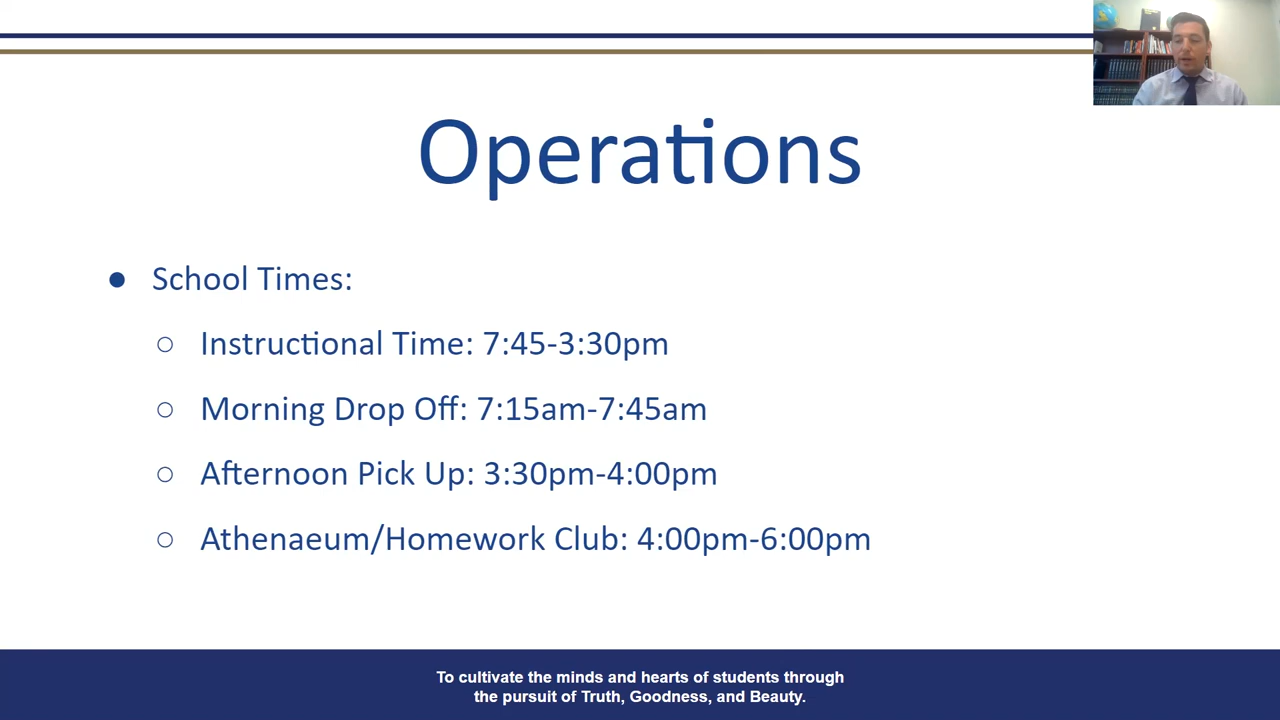 Operations
● School Times:
○ Instructional Time: 7:45-3:30pm
○ Morning Drop Off: 7:15am-7:45am
○ Afternoon Pick Up: 3:30pm-4:00pm
○ Athenaeum/Homework Club: 4:00pm-6:00pm
To cultivate the minds and hearts of students through
the pursuit of Truth, Goodness, and Beauty.